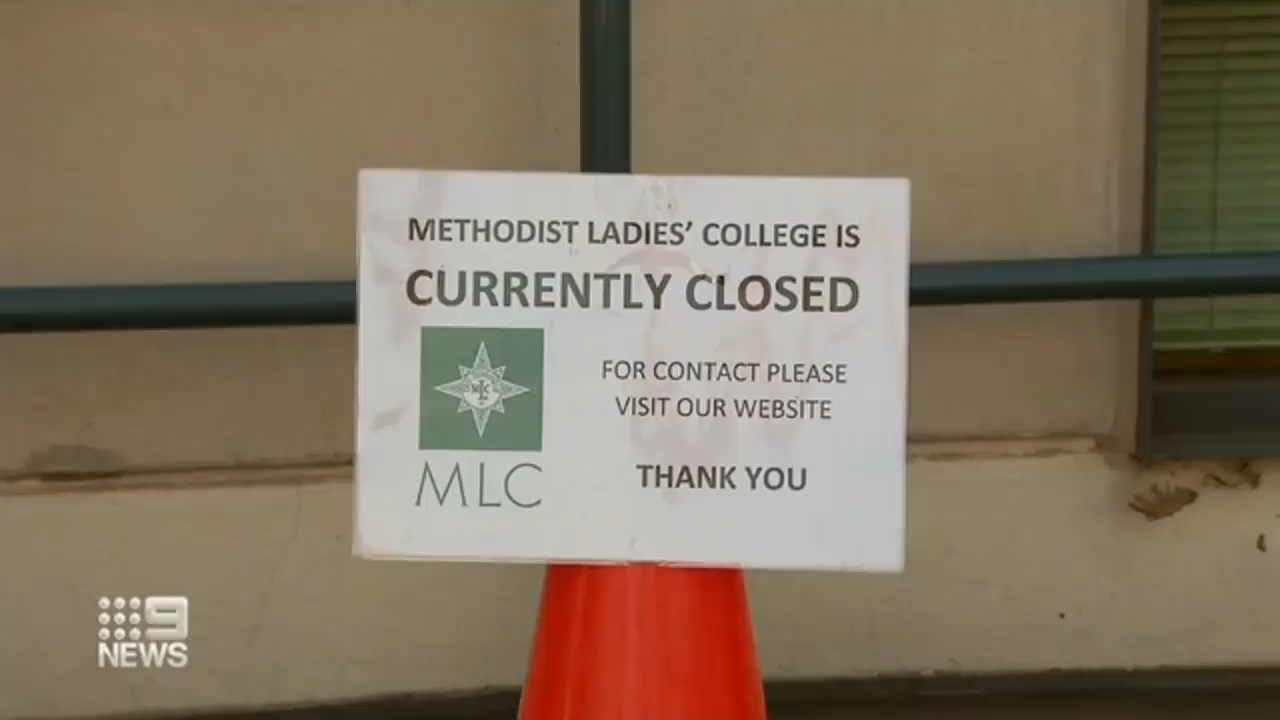 METHODIST LADIES' COLLEGE IS
CURRENTLY CLOSED
FOR CONTACT PLEASE
VISIT OUR WEBSITE
MLC
THANK YOU
9
NEWS